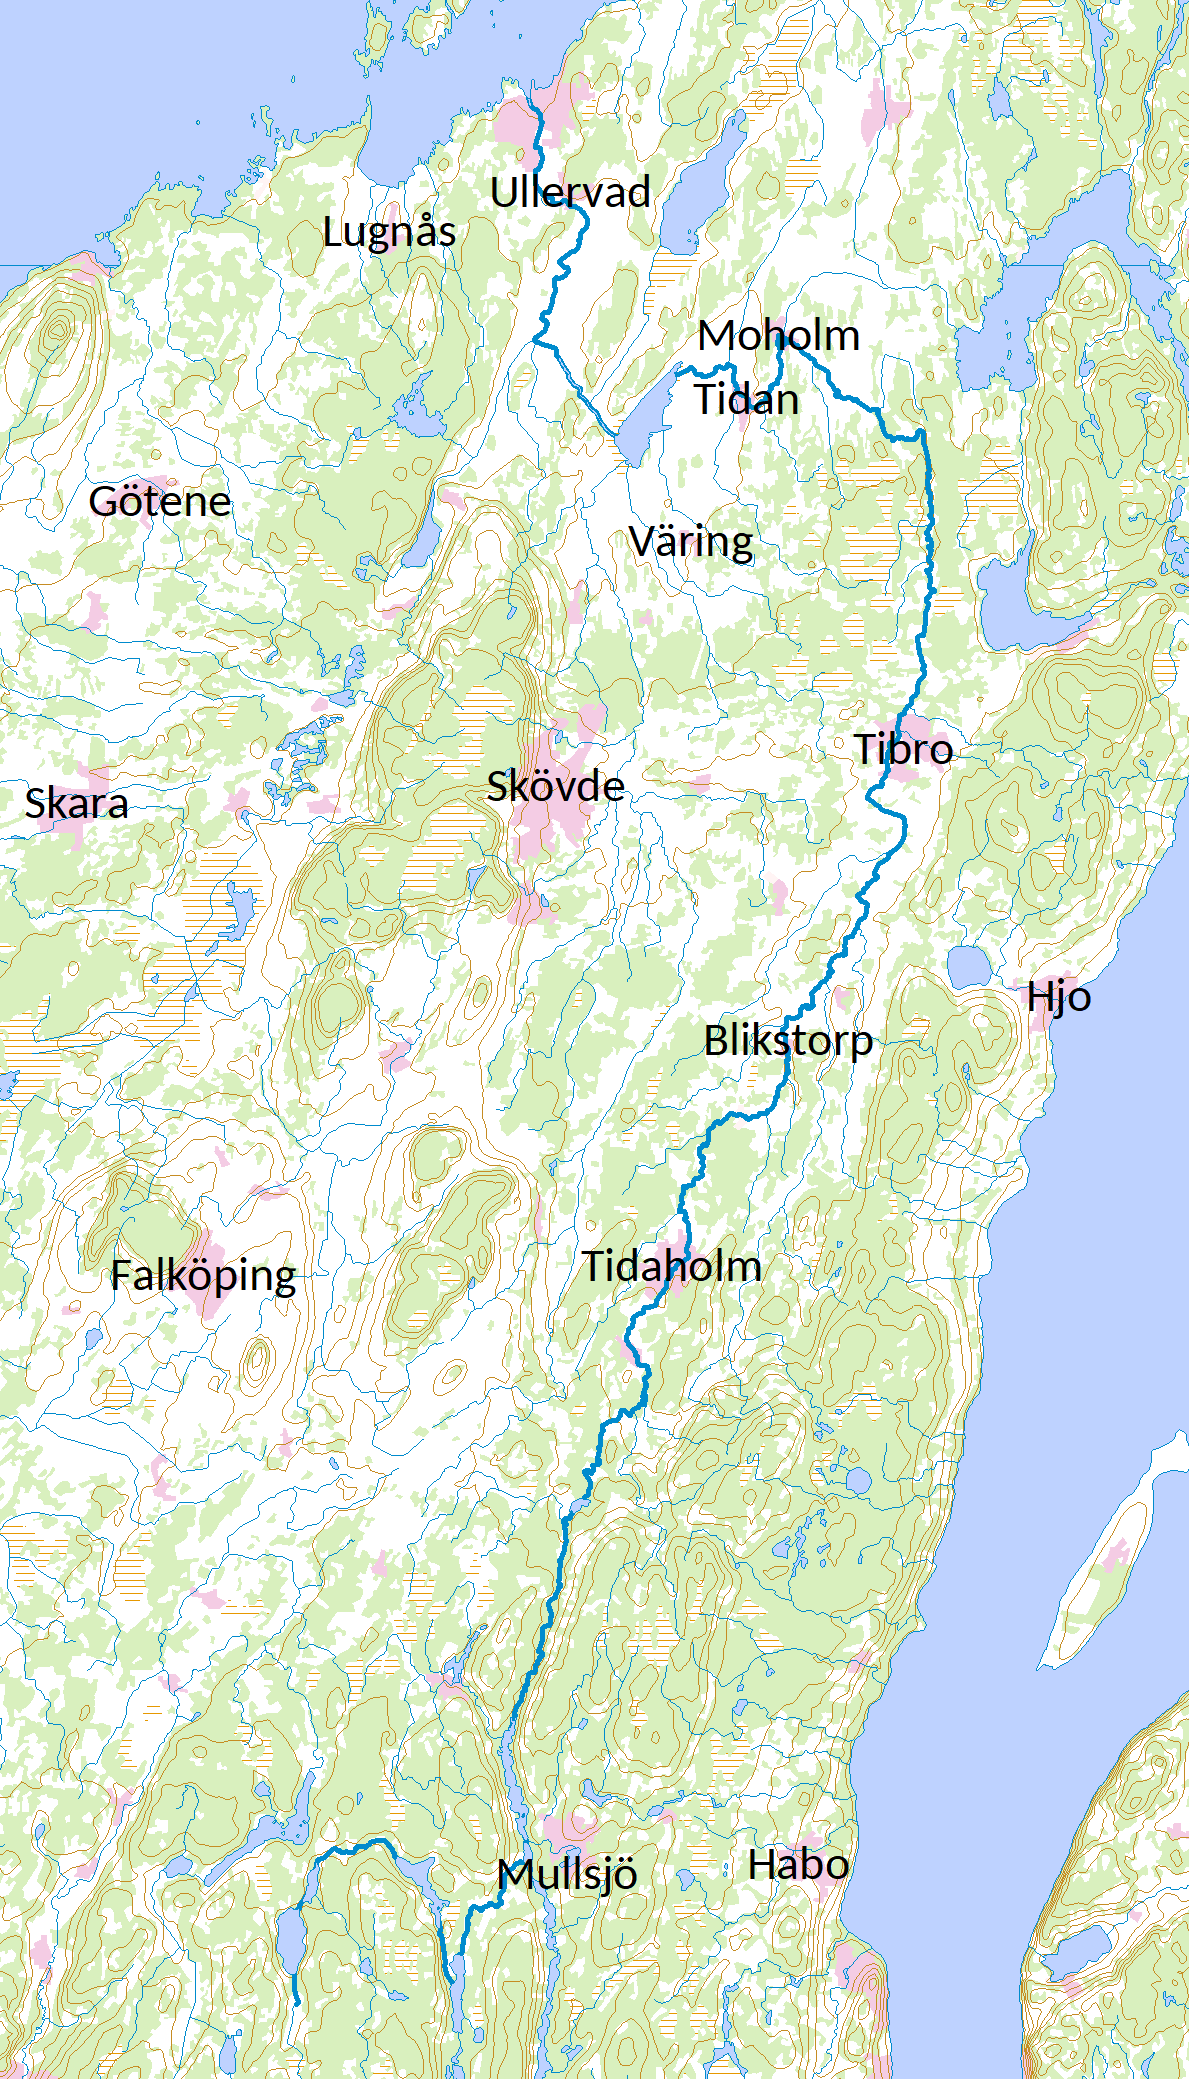 Ullervad
Lugnås
Moholm
Tidan
Götene
Väring
Tibro
Skövde
Skara
Hjo
Blikstorp
Tidaholm
Falköping
Habo
Mullsjö